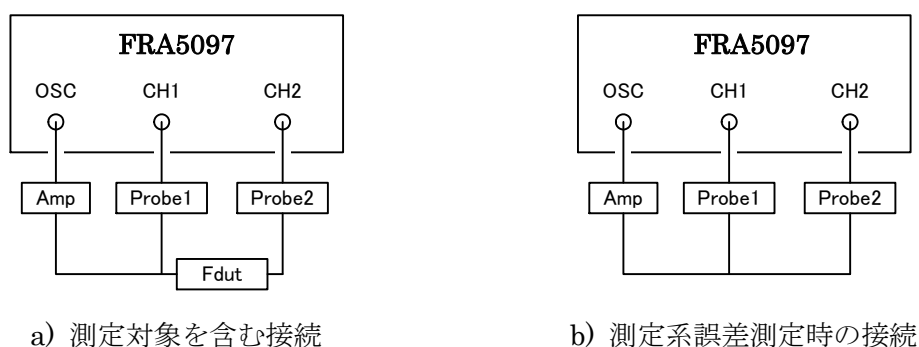 FRA5097
OSC CH1 CH2
Amp Probe1 Probe2
Fdut
a) 測定対象を含む接続
FRA5097
OSC CH1 CH2
Amp Probe1 Probe2
b) 測定系誤差測定時の接続